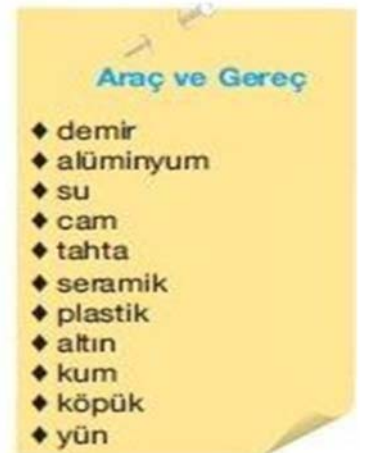 Araç ve Gereç
◆ demir
◆ alüminyum
◆ su
◆ cam
◆ tahta
◆ seramik
◆ plastik
◆ altın
◆ kum
◆ köpük
◆ yün